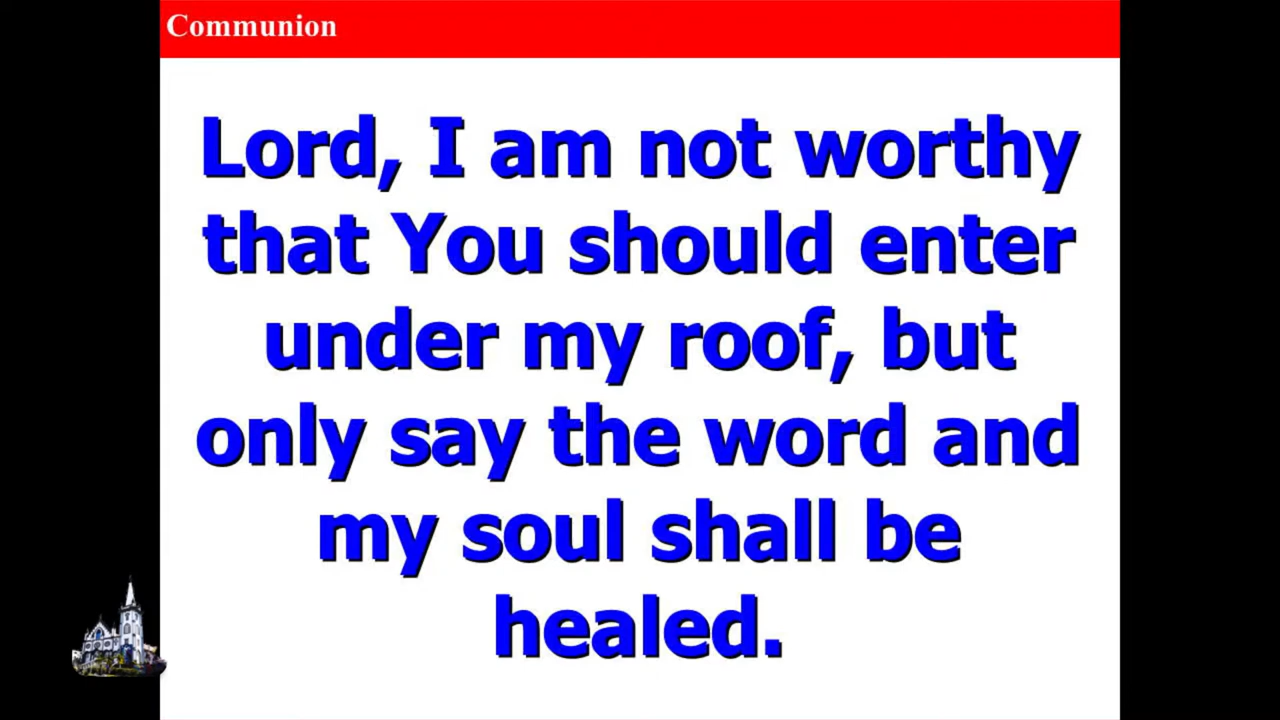 Communion
Lord, I am not worthy
that You should enter
under my roof, but
only say the word and
my soul shall be
healed.